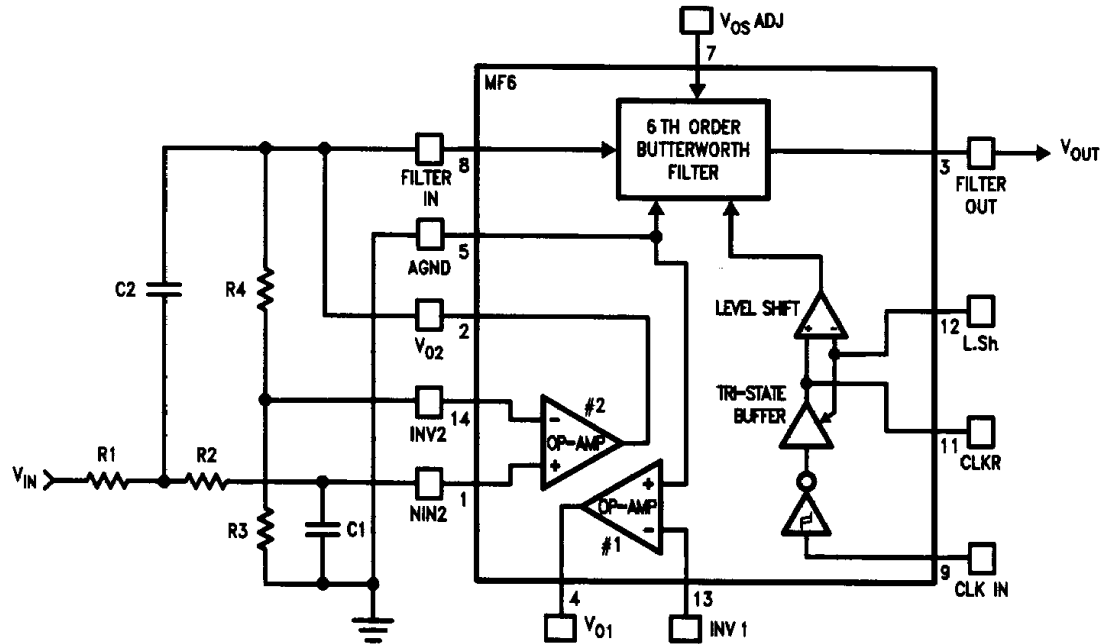 V_OS ADJ
7
MF6
6 TH ORDER
BUTTERWORTH
FILTER
8
FILTER
IN
3
FILTER
OUT
V_OUT
5
AGND
C2
R4
2
V_O2
LEVEL SHIFT
+ -
12
L.Sh
TRI-STATE
BUFFER
14
INV2
#2
-
OP-AMP
+
11
CLKR
V_IN
R1
R2
1
NIN2
+
OP-AMP
-
#1
R3
C1
9
CLK IN
4
V_O1
13
INV 1